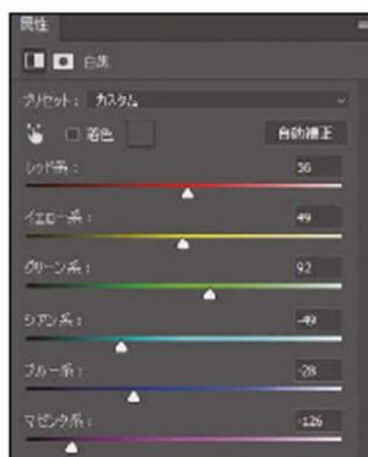 属性
白黒
プリセット： カスタム
着色 自動補正
レッド系： 56
イエロー系： 49
グリーン系： 92
シアン系： -49
ブルー系： -28
マゼンタ系： -126